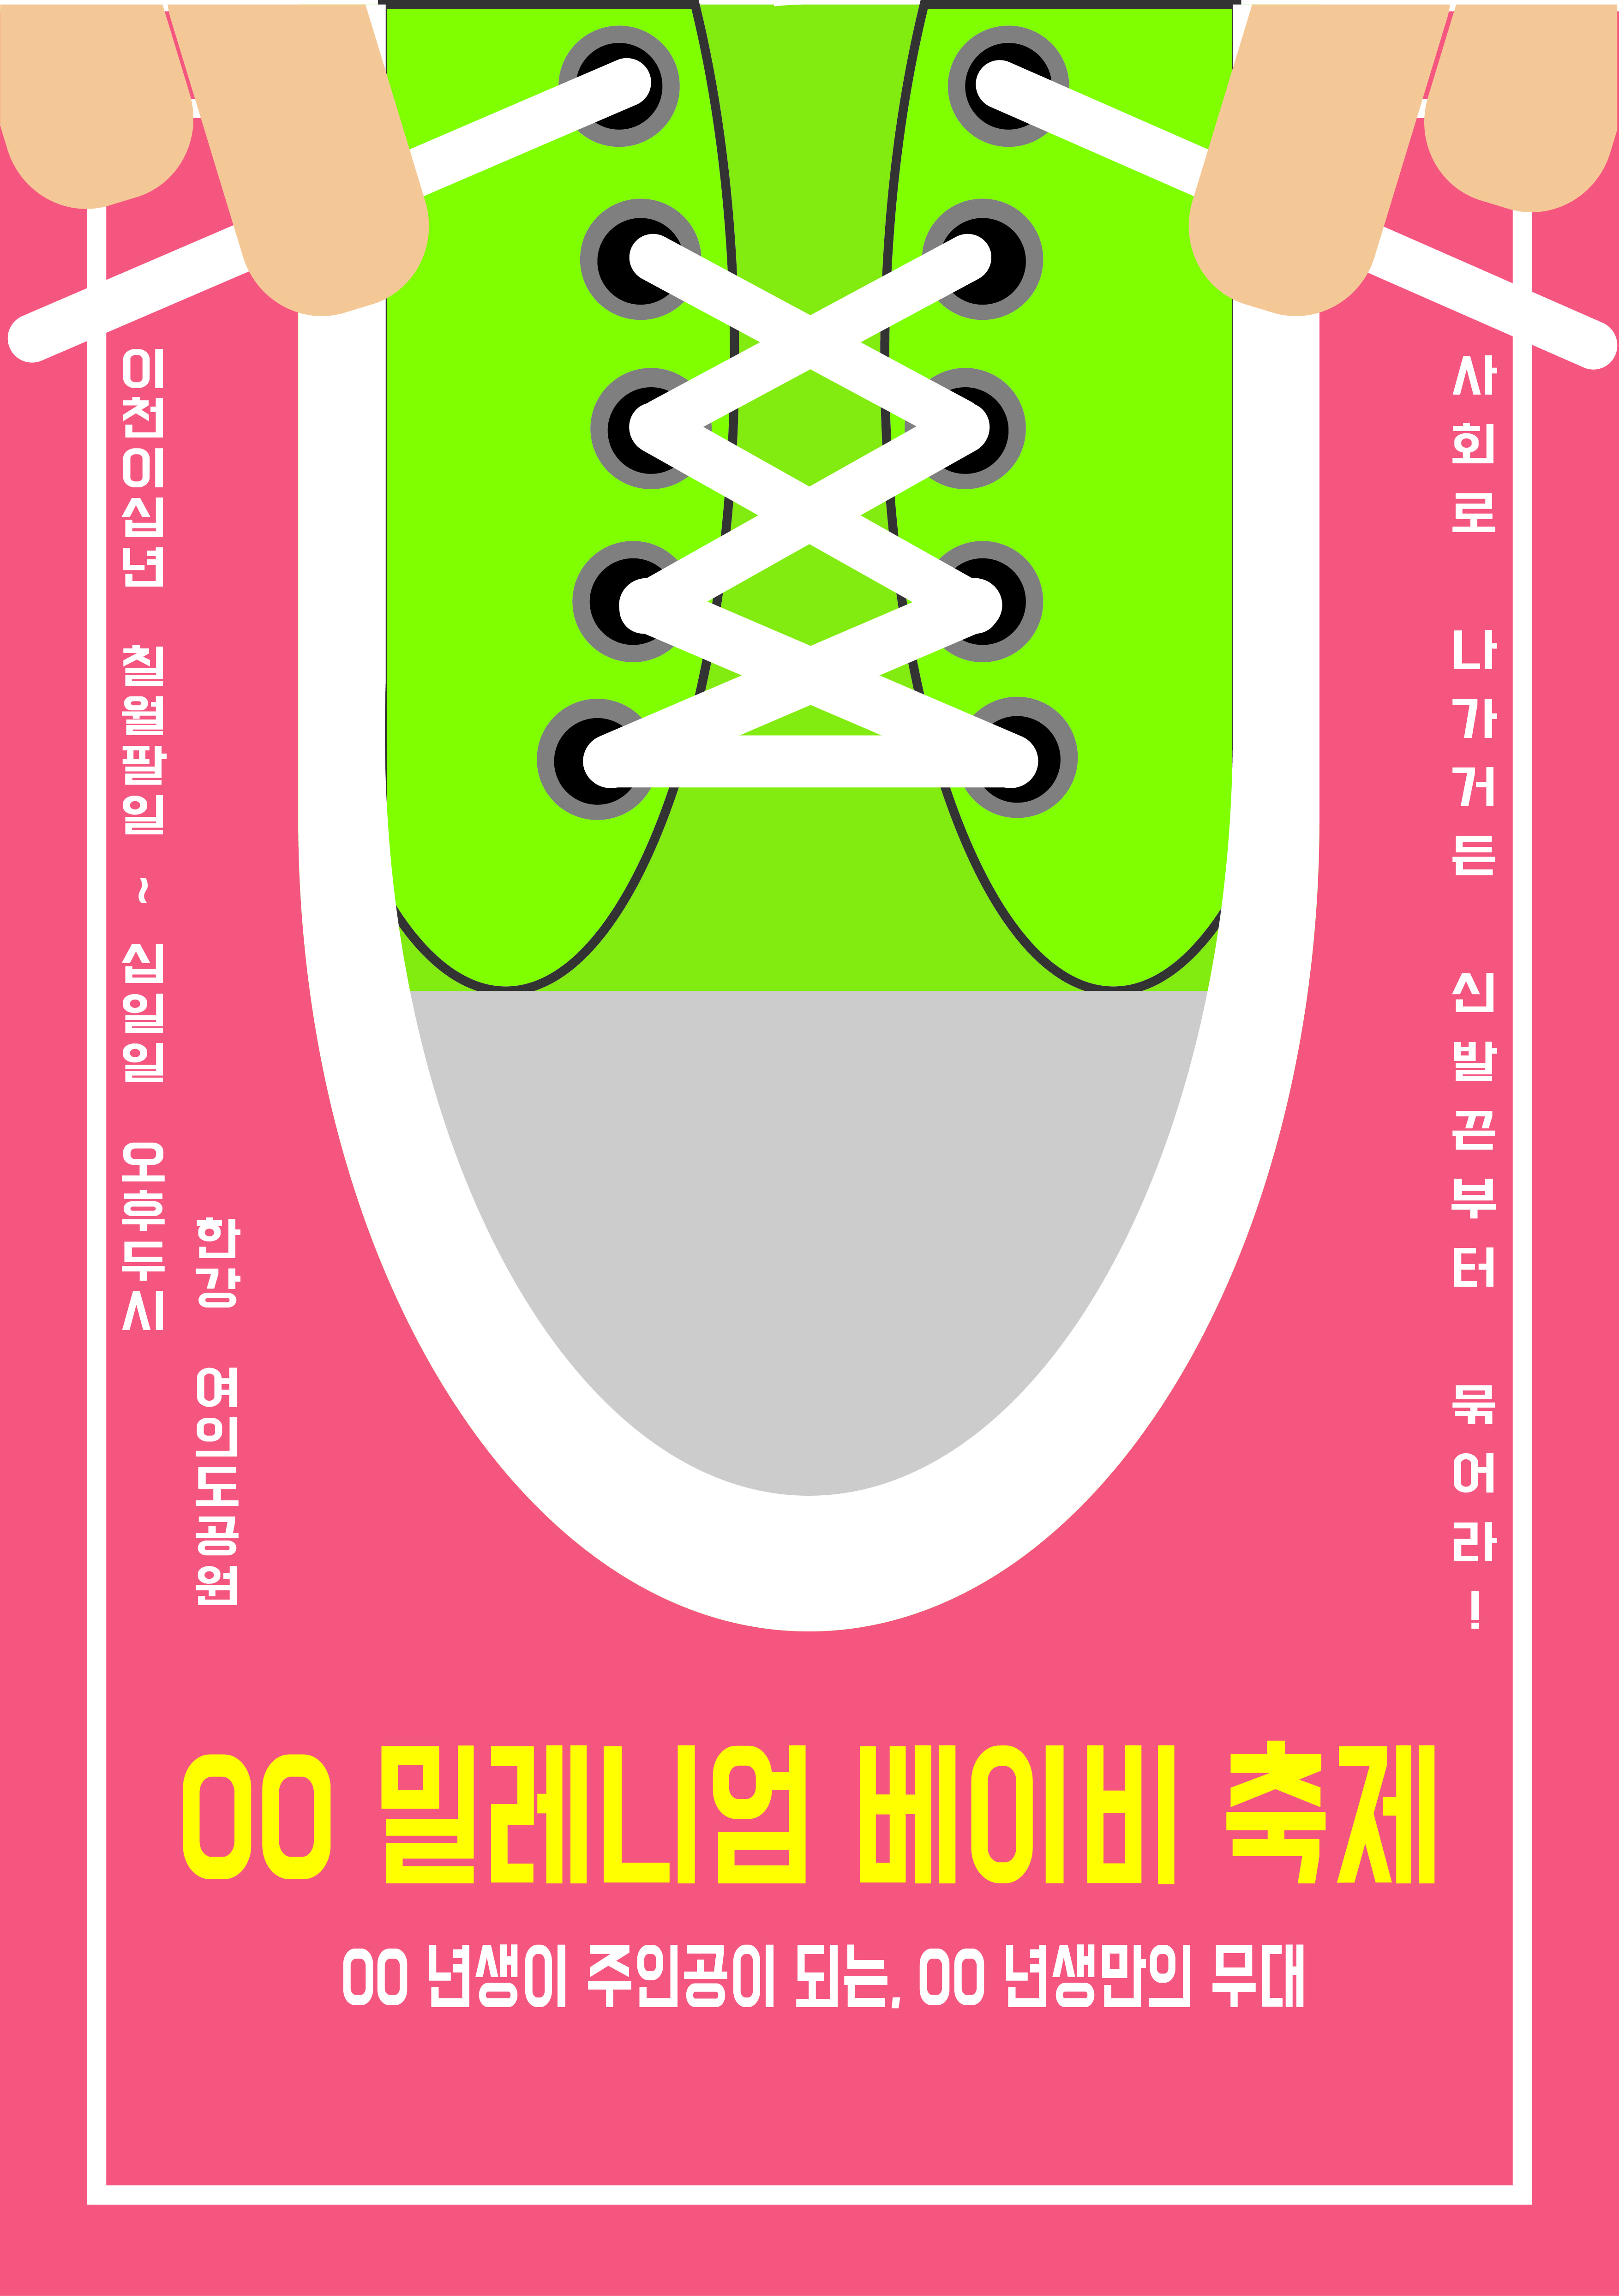 이천이십년 칠월팔일 ~ 십일일 오후두시
한강 여의도공원
사회로 나가거든 신발끈부터 묶어라!
00 밀레니엄 베이비 축제
00 년생이 주인공이 되는, 00 년생만의 무대